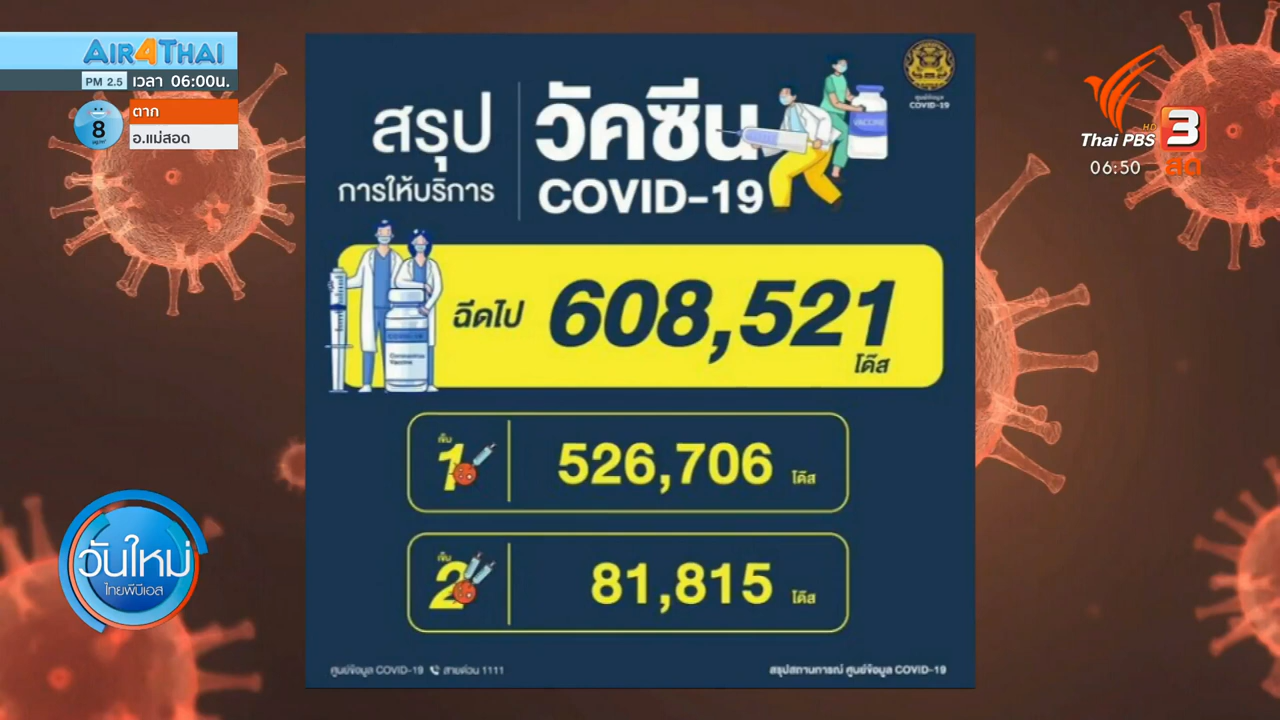 AIR4THAI
PM 2.5 เวลา 06:00น.
8
ตาก
อ.แม่สอด
Thai PBS HD 3
06:50 สด
ศูนย์ข้อมูล
COVID-19
สรุป
การให้บริการ
วัคซีน
COVID-19
VACCINE
ฉีดไป 608,521
โด๊ส
Coronavirus
Vaccine
เข็ม
1 526,706 โด๊ส
เข็ม
2 81,815 โด๊ส
วันใหม่
ไทยพีบีเอส
ศูนย์ข้อมูล COVID-19 สายด่วน 1111
สรุปสถานการณ์ ศูนย์ข้อมูล COVID-19